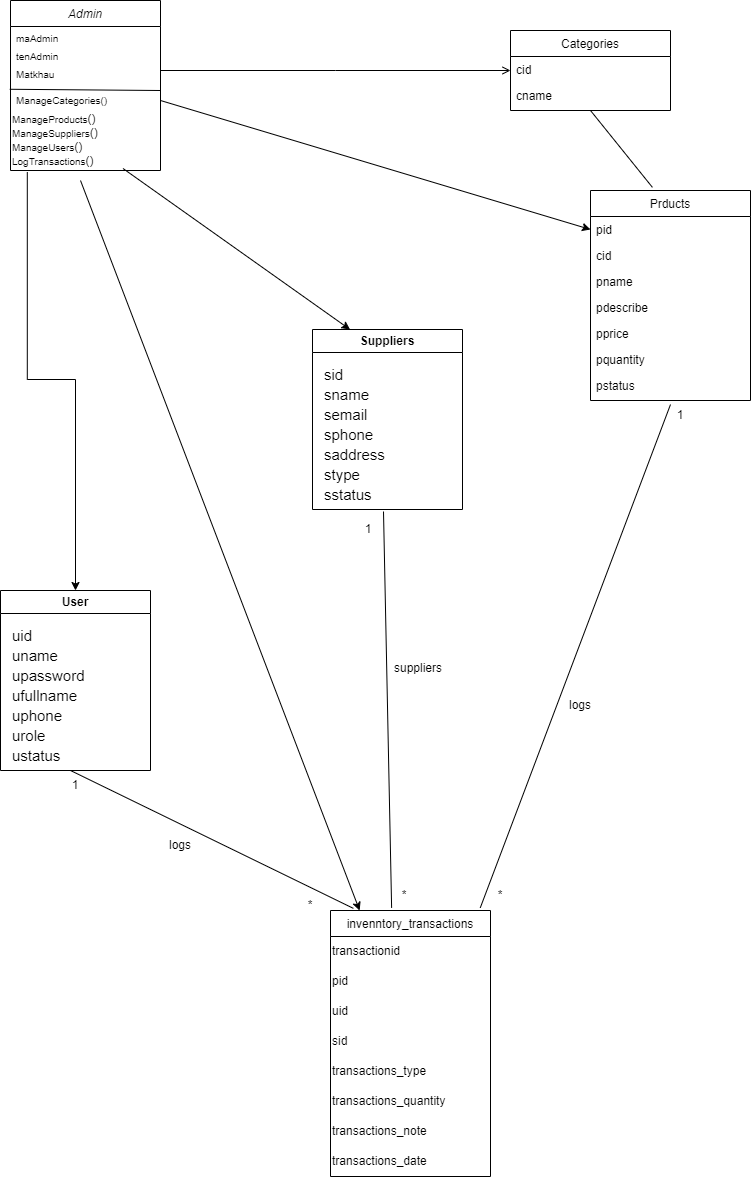 Admin
maAdmin
tenAdmin
Matkhau
ManageCategories()
ManageProducts()
ManageSuppliers()
ManageUsers()
LogTransactions()
Categories
cid
cname
Prducts
pid
cid
pname
pdescribe
pprice
pquantity
pstatus
1
Suppliers
sid
sname
semail
sphone
saddress
stype
sstatus
1
suppliers
logs
User
uid
uname
upassword
ufullname
uphone
urole
ustatus
1
logs
*
*
*
invenntory_transactions
transactionid
pid
uid
sid
transactions_type
transactions_quantity
transactions_note
transactions_date